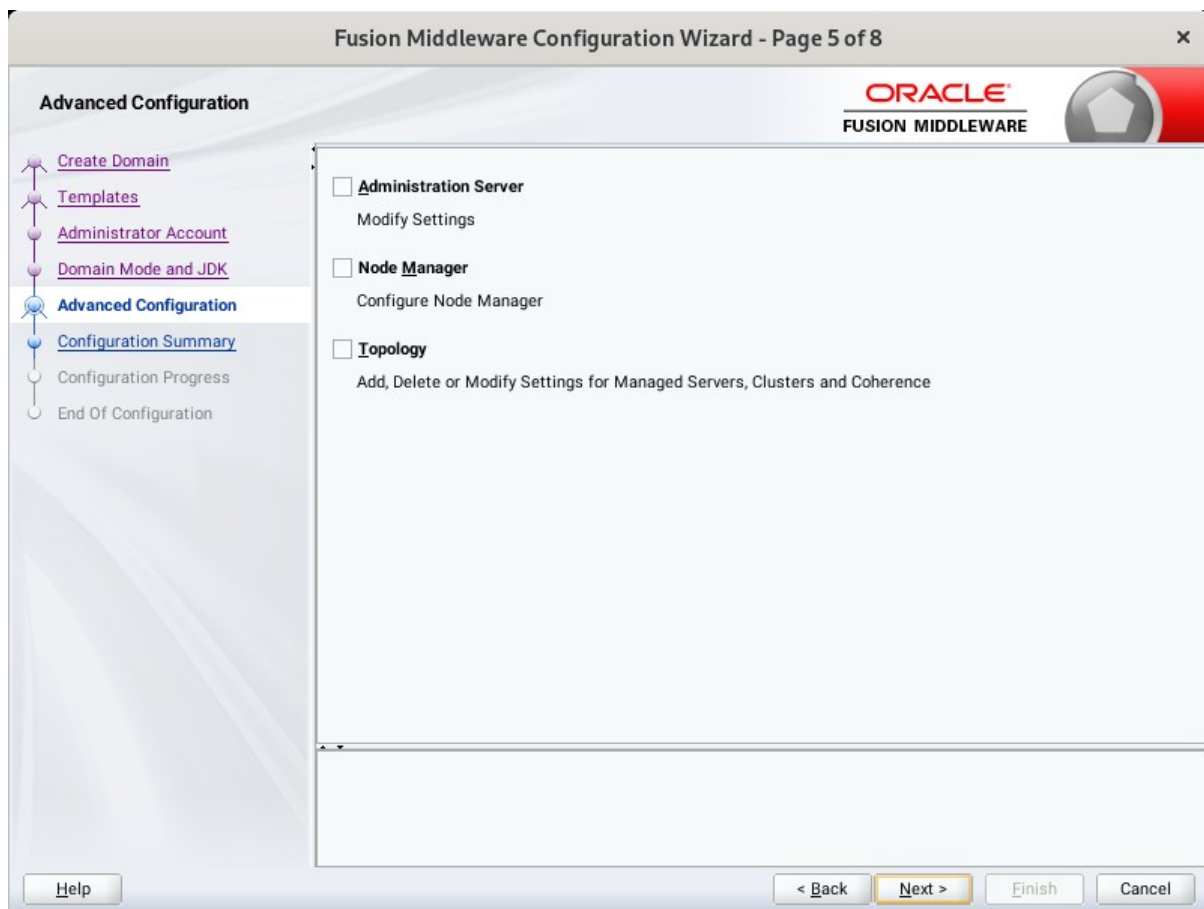 Fusion Middleware Configuration Wizard - Page 5 of 8
Advanced Configuration
ORACLE
FUSION MIDDLEWARE
Create Domain
Templates
Administrator Account
Domain Mode and JDK
Advanced Configuration
Configuration Summary
Configuration Progress
End Of Configuration
Administration Server
Modify Settings
Node Manager
Configure Node Manager
Topology
Add, Delete or Modify Settings for Managed Servers, Clusters and Coherence
Help
< Back
Next >
Finish
Cancel